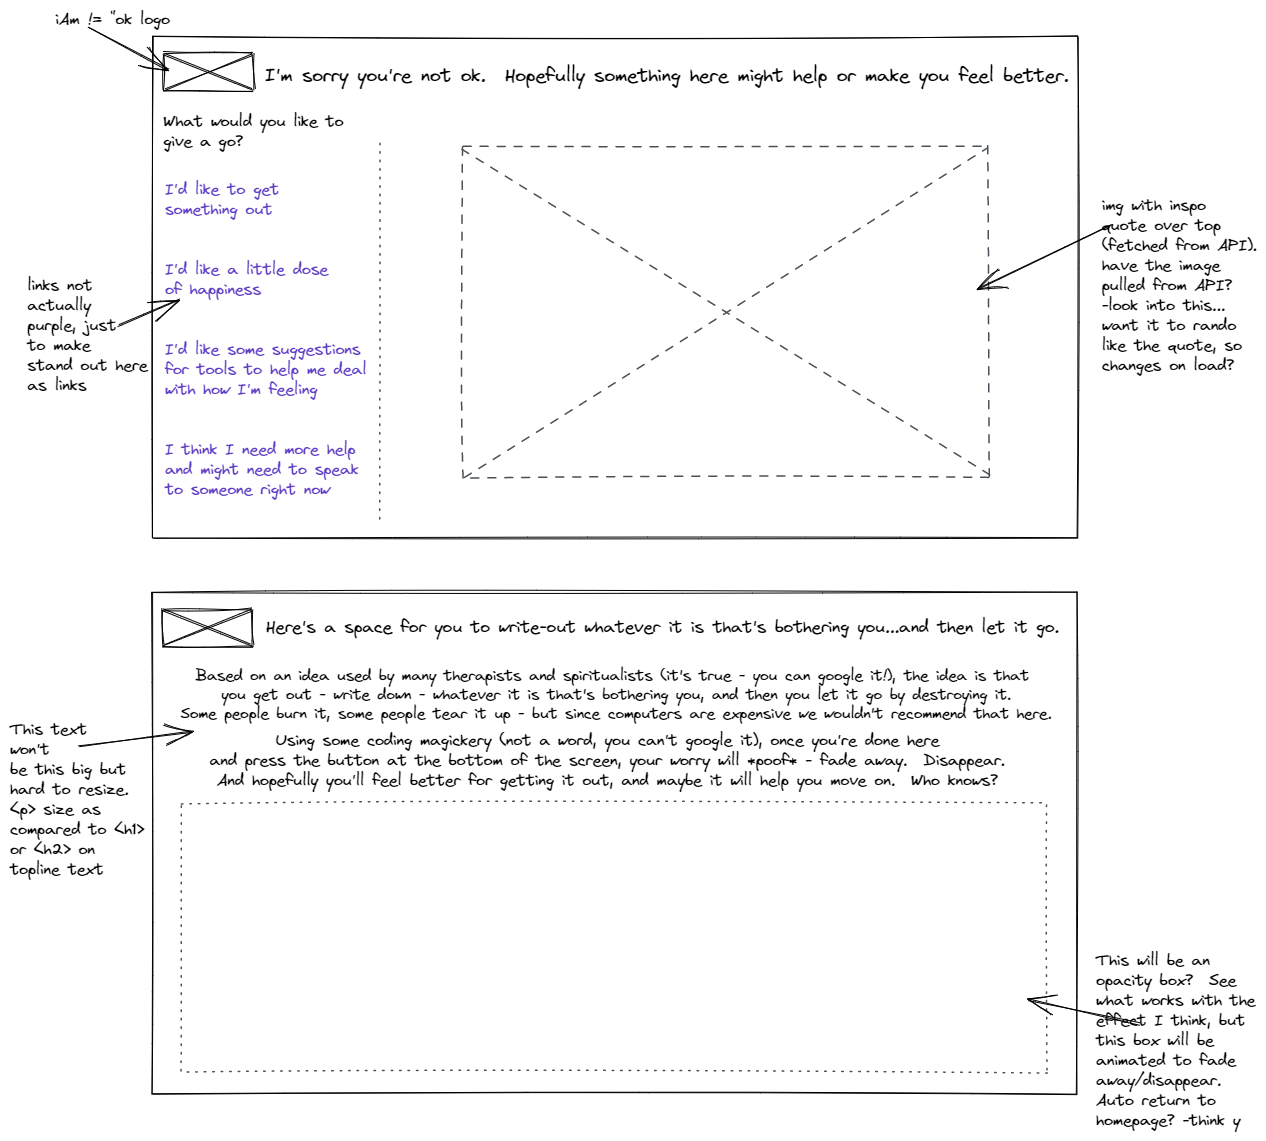 iAm != "ok logo
I'm sorry you're not ok.  Hopefully something here might help or make you feel better.
What would you like to
give a go?
I'd like to get
something out
I'd like a little dose
of happiness
I'd like some suggestions
for tools to help me deal
with how I'm feeling
I think I need more help
and might need to speak
to someone right now
links not
actually
purple, just
to make
stand out here
as links
img with inspo
quote over top
(fetched from API).
have the image
pulled from API?
-look into this...
want it to rando
like the quote, so
changes on load?
Here's a space for you to write-out whatever it is that's bothering you...and then let it go.
Based on an idea used by many therapists and spiritualists (it's true - you can google it!), the idea is that
you get out - write down - whatever it is that's bothering you, and then you let it go by destroying it.
Some people burn it, some people tear it up - but since computers are expensive we wouldn't recommend that here.
Using some coding magickery (not a word, you can't google it), once you're done here
and press the button at the bottom of the screen, your worry will *poof* - fade away.  Disappear.
And hopefully you'll feel better for getting it out, and maybe it will help you move on.  Who knows?
This text
won't
be this big but
hard to resize.
<p> size as
compared to <h1>
or <h2> on
topline text
This will be an
opacity box?  See
what works with the
effect I think, but
this box will be
animated to fade
away/disappear.
Auto return to
homepage? -think y